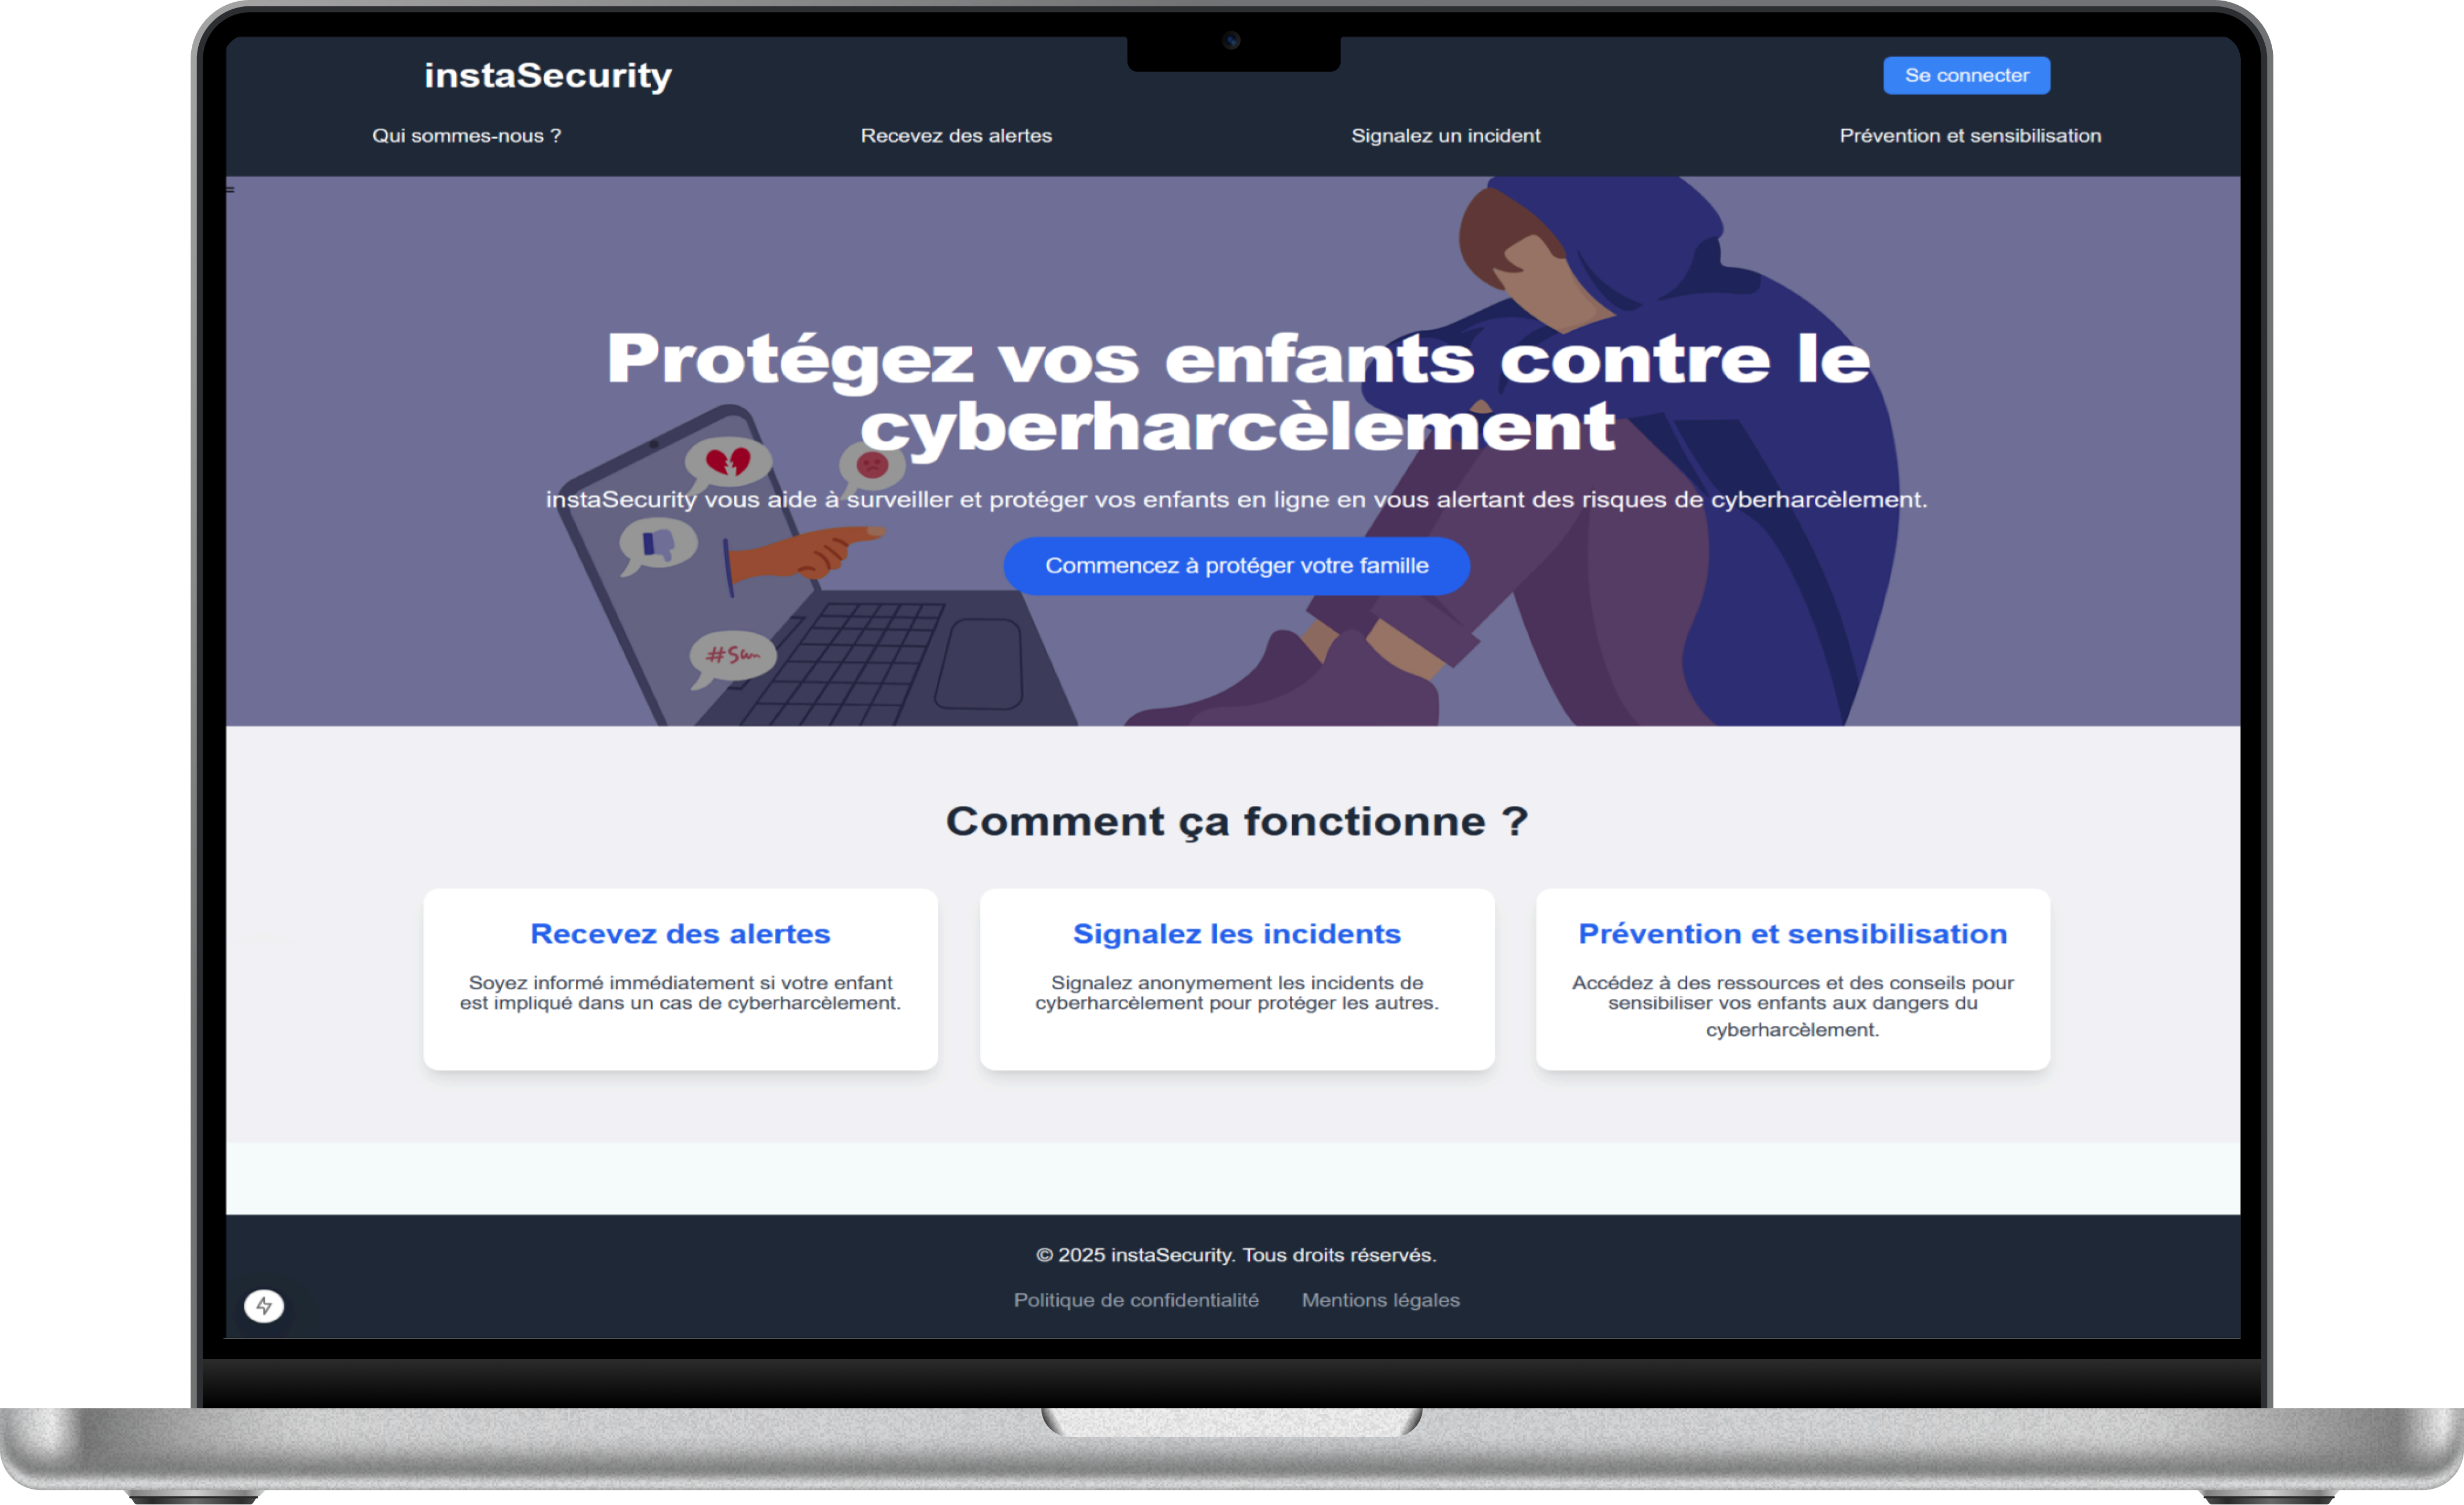 instaSecurity
Se connecter
Qui sommes-nous ?
Recevez des alertes
Signalez un incident
Prévention et sensibilisation
=
Protégez vos enfants contre le
cyberharcèlement
instaSecurity vous aide à surveiller et protéger vos enfants en ligne en vous alertant des risques de cyberharcèlement.
Commencez à protéger votre famille
Comment ça fonctionne ?
Recevez des alertes
Soyez informé immédiatement si votre enfant
est impliqué dans un cas de cyberharcèlement.
Signalez les incidents
Signalez anonymement les incidents de
cyberharcèlement pour protéger les autres.
Prévention et sensibilisation
Accédez à des ressources et des conseils pour
sensibiliser vos enfants aux dangers du
cyberharcèlement.
© 2025 instaSecurity. Tous droits réservés.
Politique de confidentialité
Mentions légales